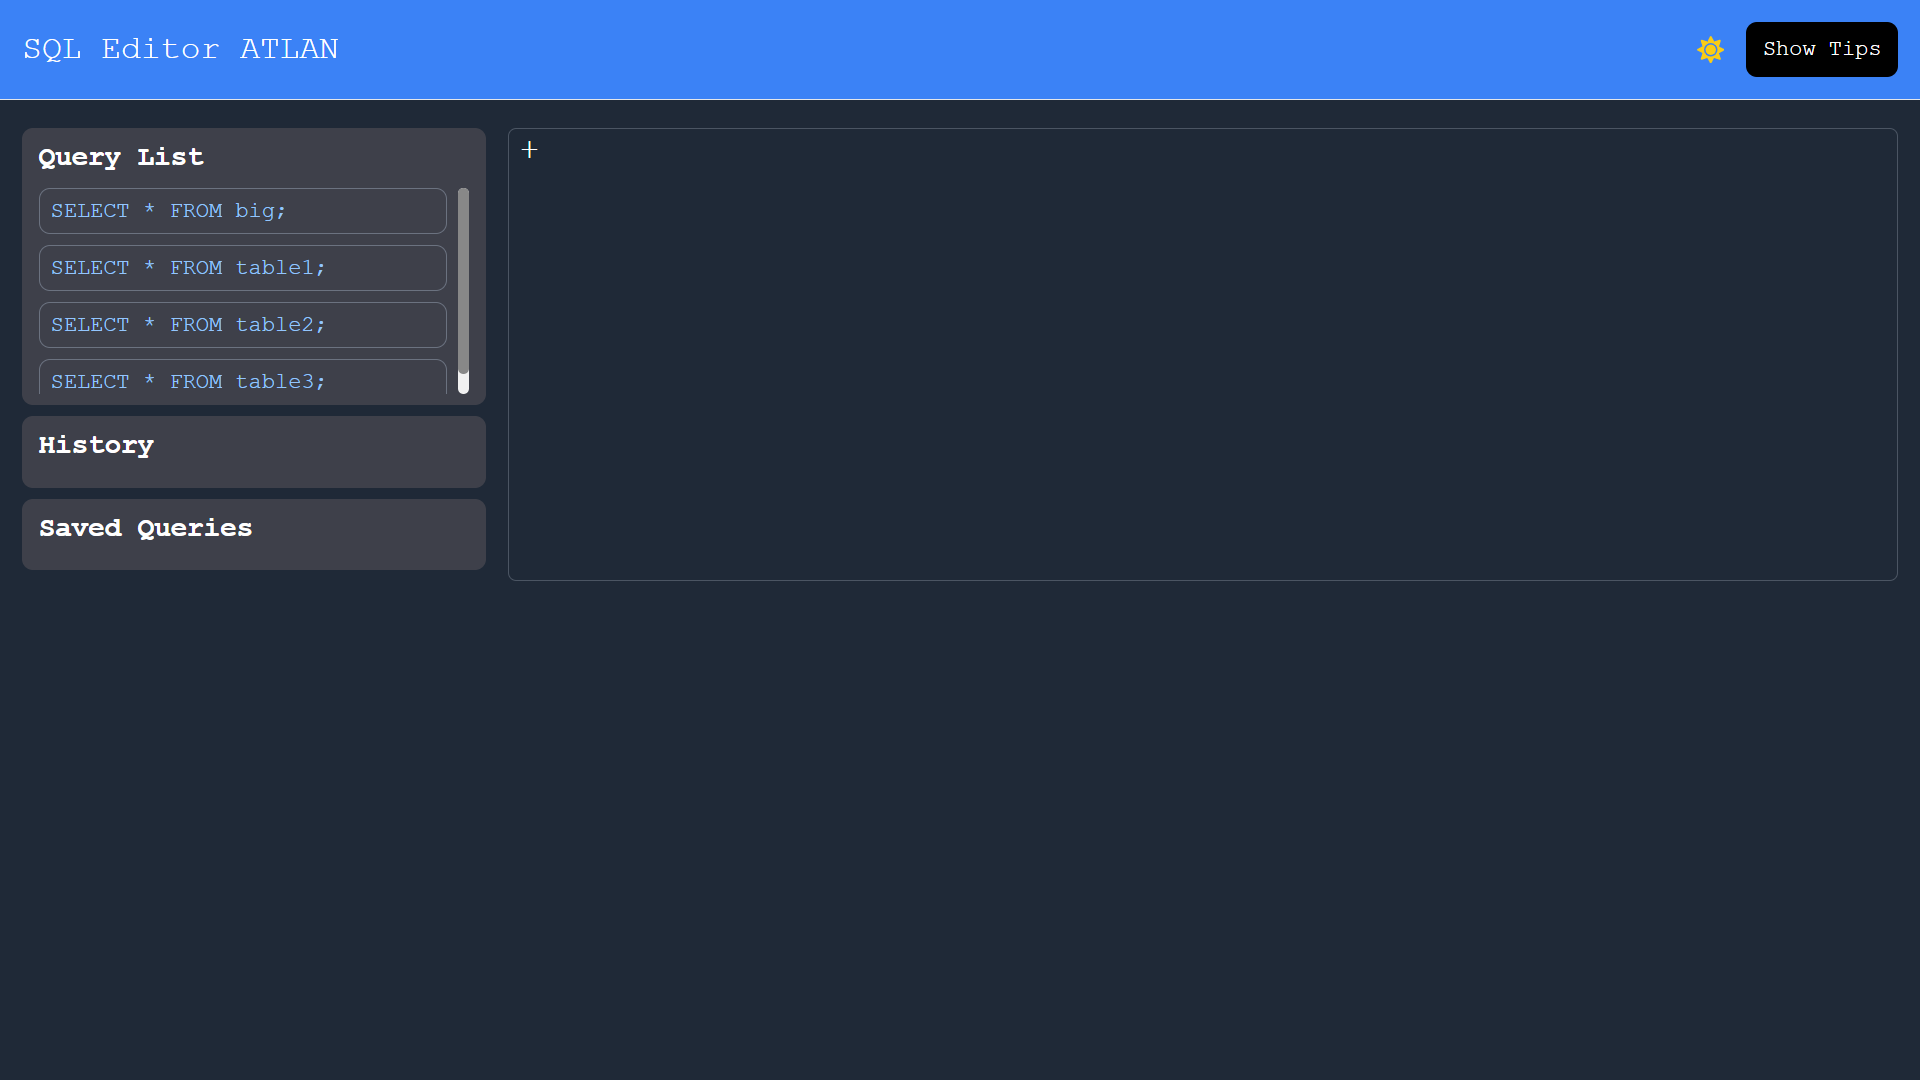 SQL Editor ATLAN
Show Tips
Query List
SELECT * FROM big;
SELECT * FROM table1;
SELECT * FROM table2;
SELECT * FROM table3;
History
Saved Queries
+